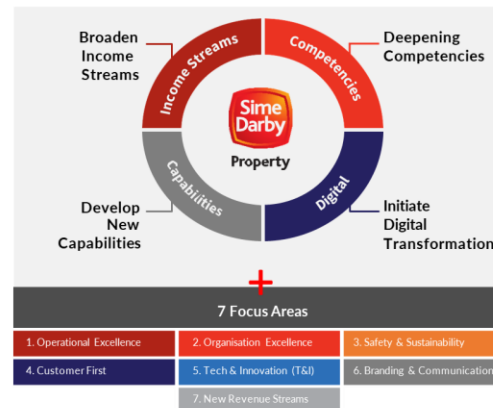 Broaden
Income
Streams
Deepening
Competencies
Income Streams
Competencies
Sime
Darby
Property
Capabilities
Digital
Develop
New
Capabilities
Initiate
Digital
Transformation
+
7 Focus Areas
1. Operational Excellence
2. Organisation Excellence
3. Safety & Sustainability
4. Customer First
5. Tech & Innovation (T&I)
6. Branding & Communication
7. New Revenue Streams